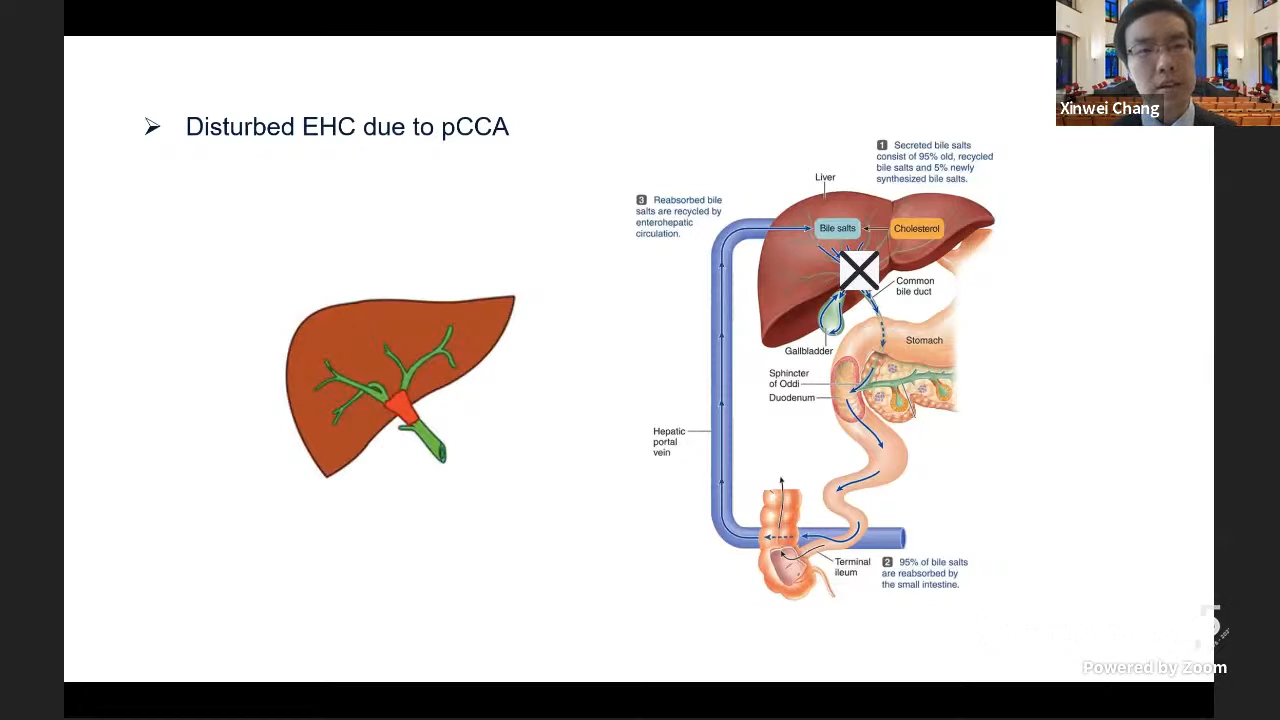 Xinwei Chang
➢ Disturbed EHC due to pCCA
1 Secreted bile salts
consist of 95% old, recycled
bile salts and 5% newly
synthesized bile salts.
Liver
3 Reabsorbed bile
salts are recycled by
enterohepatic
circulation.
Bile salts
Cholesterol
Common
bile duct
Stomach
Gallbladder
Sphincter
of Oddi
Duodenum
Hepatic
portal
vein
Terminal
ileum
2 95% of bile salts
are reabsorbed by
the small intestine.
Powered by Zoom